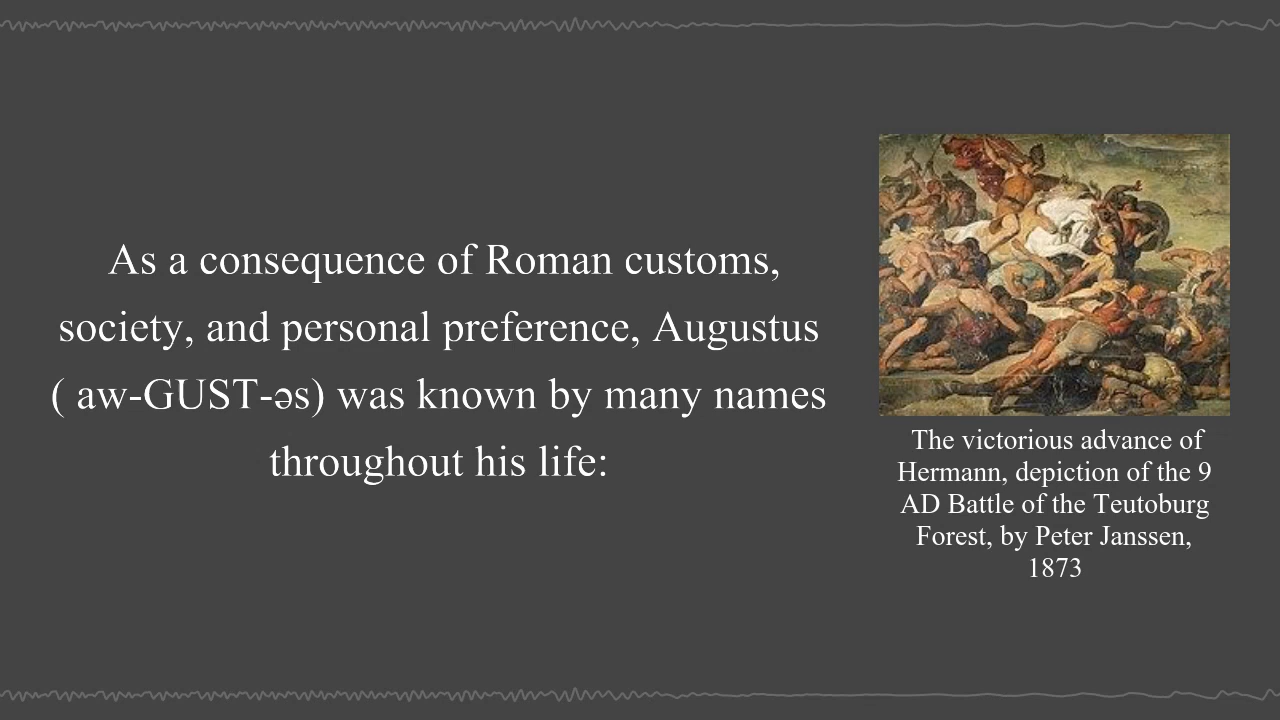 As a consequence of Roman customs,
society, and personal preference, Augustus
( aw-GUST-əs) was known by many names
throughout his life:
The victorious advance of
Hermann, depiction of the 9
AD Battle of the Teutoburg
Forest, by Peter Janssen,
1873